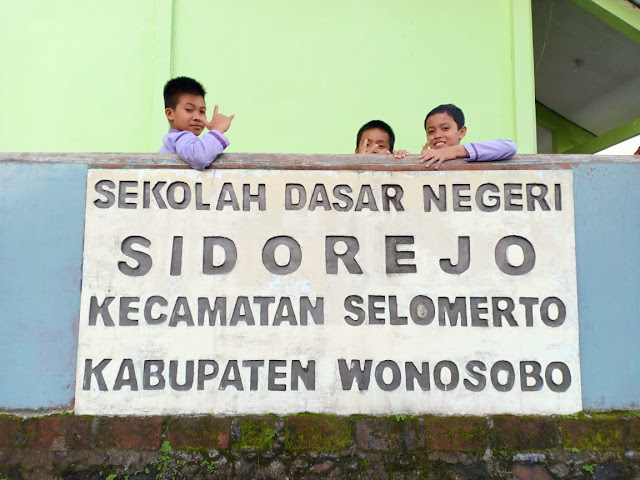 SEKOLAH DASAR NEGERI
SIDOREJO
KECAMATAN SELOMERTO
KABUPATEN WONOSOBO